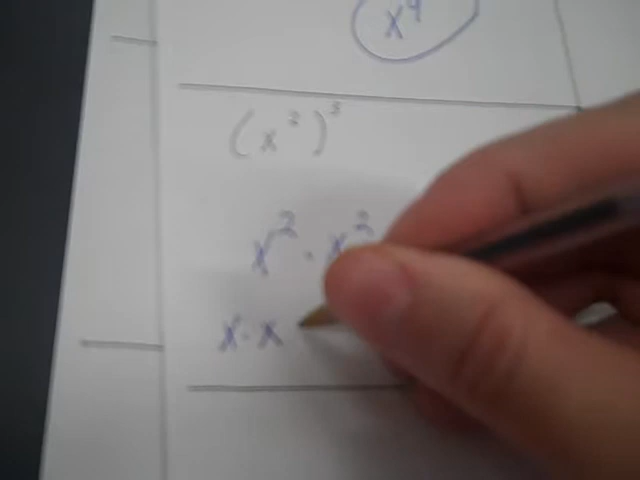 x⁴
(x²)³
x² · x²
x · x